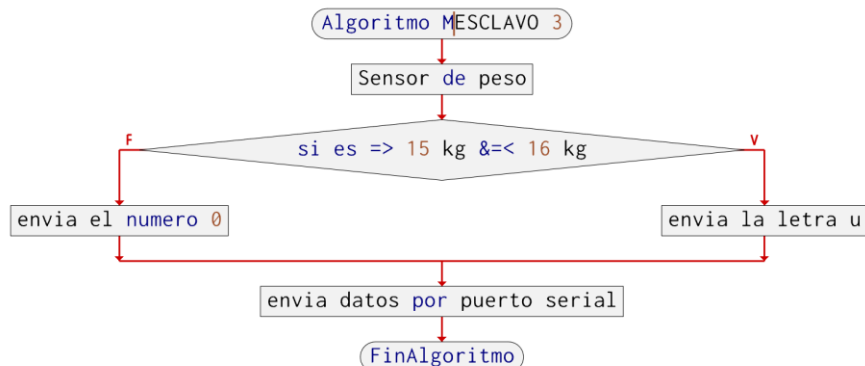 Algoritmo MESCLAVO 3
Sensor de peso
F
V
si es => 15 kg &=< 16 kg
envia el numero 0
envia la letra u
envia datos por puerto serial
FinAlgoritmo